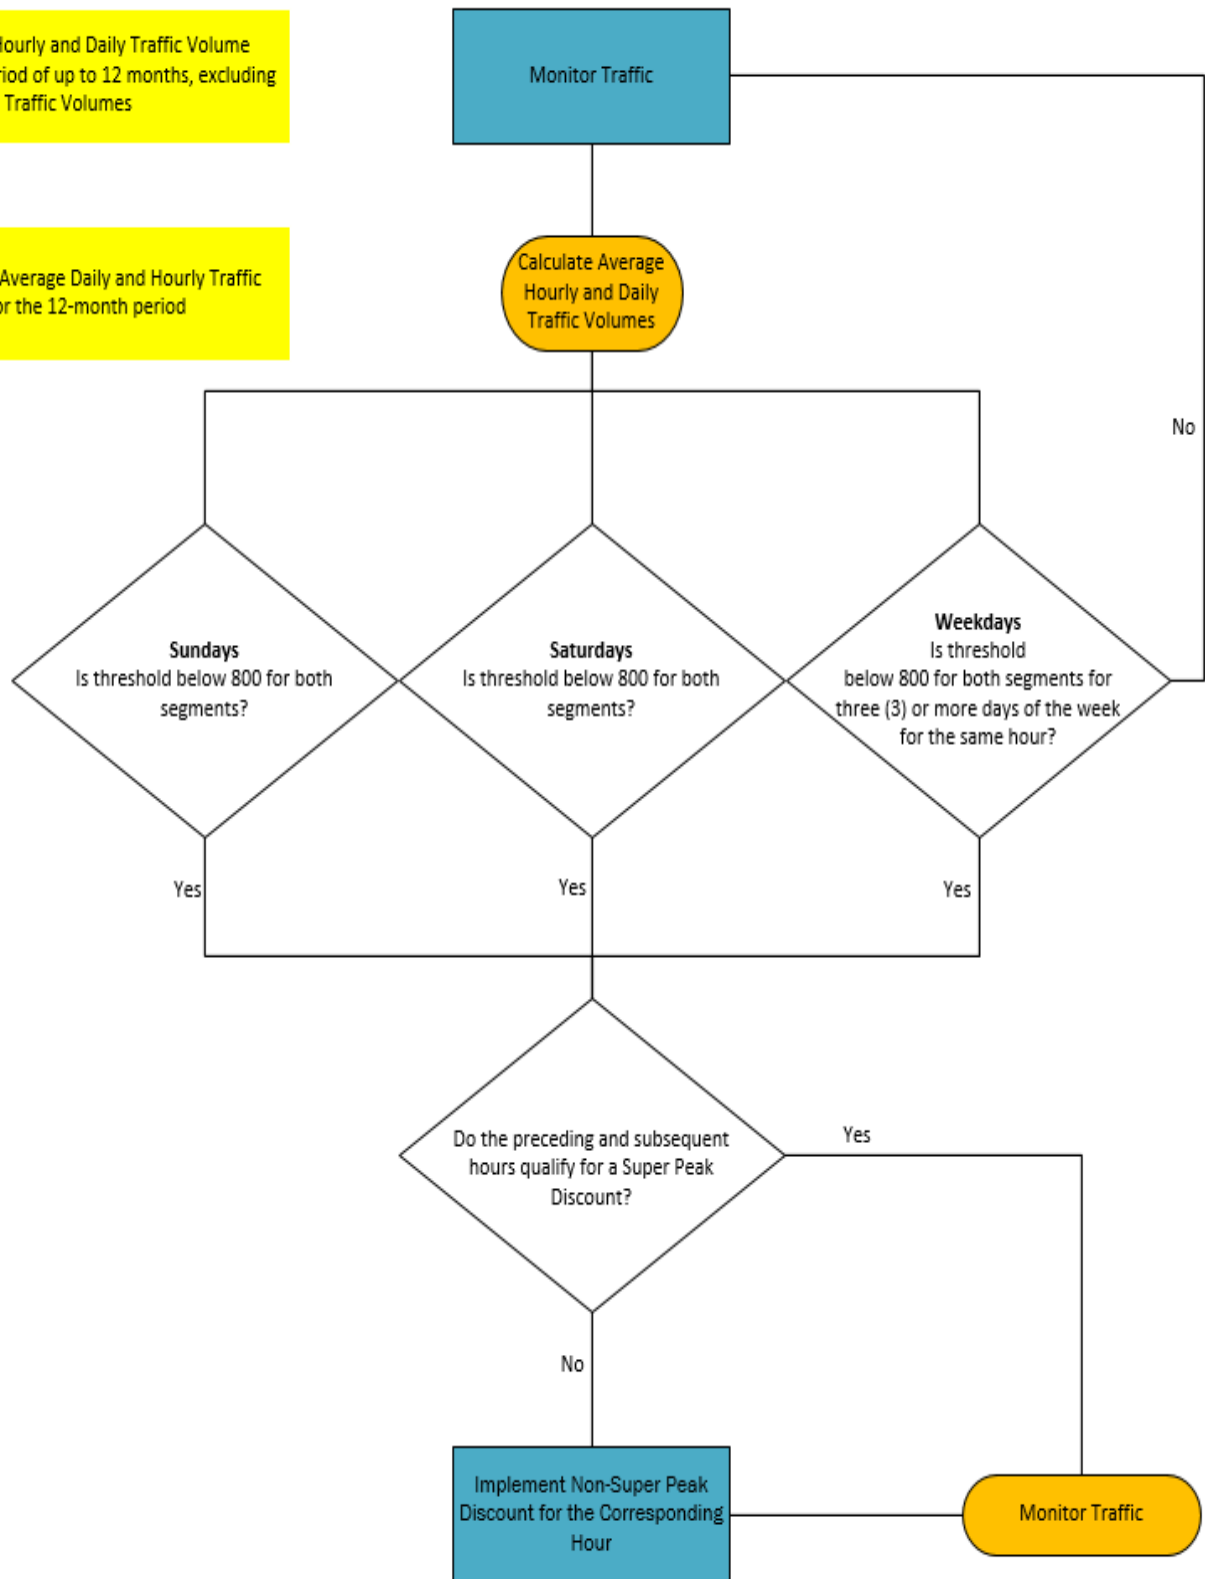 Hourly and Daily Traffic Volume
of up to 12 months, excluding
Traffic Volumes
Monitor Traffic
Average Daily and Hourly Traffic
the 12-month period
Calculate Average
Hourly and Daily
Traffic Volumes
No
Sundays
Is threshold below 800 for both
segments?
Saturdays
Is threshold below 800 for both
segments?
Weekdays
Is threshold
below 800 for both segments for
three (3) or more days of the week
for the same hour?
Yes
Yes
Yes
Do the preceding and subsequent
hours qualify for a Super Peak
Discount?
Yes
No
Implement Non-Super Peak
Discount for the Corresponding
Hour
Monitor Traffic